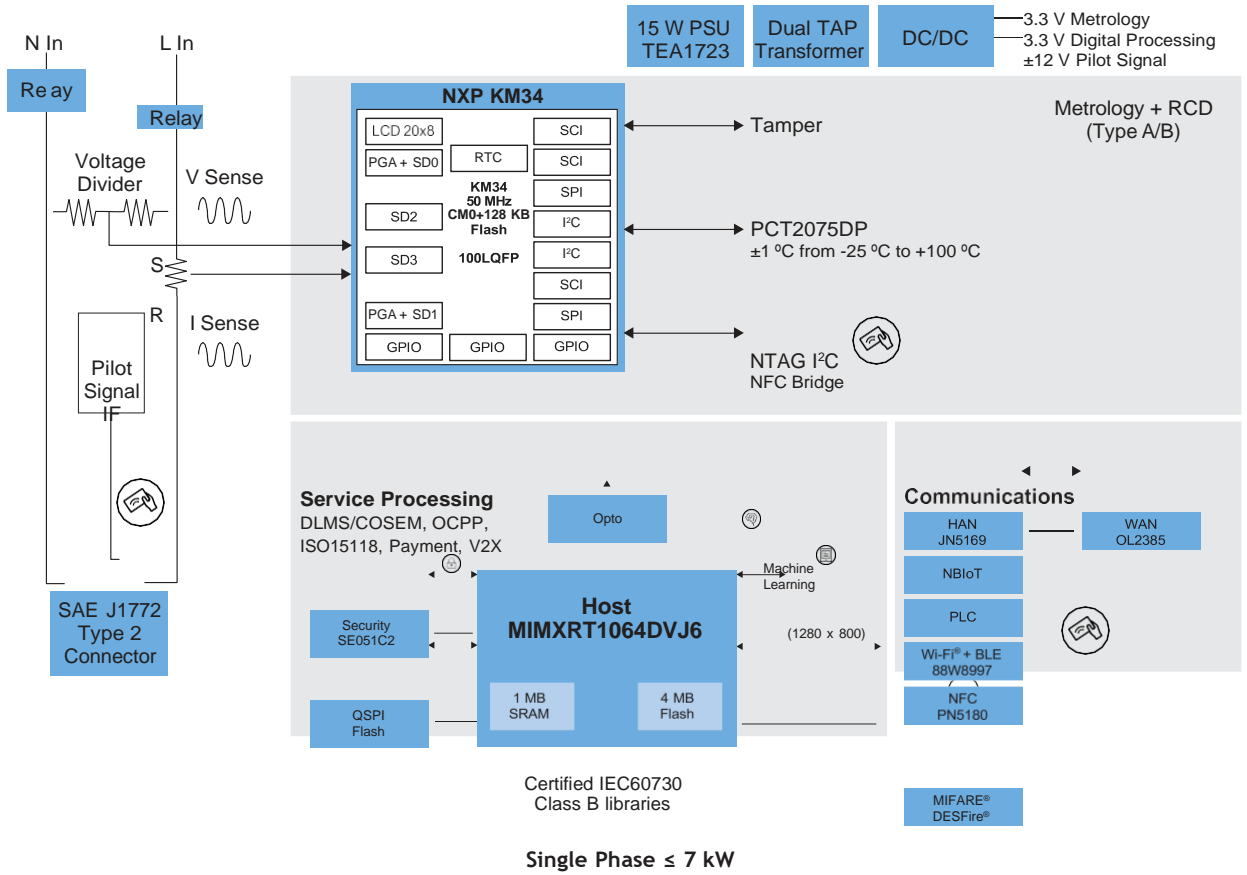 15 W PSU
TEA1723
Dual TAP
Transformer
DC/DC
3.3 V Metrology
3.3 V Digital Processing
±12 V Pilot Signal
N In
L In
Re ay
Relay
Voltage
Divider
V Sense
S
R
I Sense
Pilot
Signal
IF
SAE J1772
Type 2
Connector
NXP KM34
LCD 20x8
PGA + SD0
SD2
SD3
PGA + SD1
GPIO
RTC
KM34
50 MHz
CM0+128 KB
Flash
100LQFP
GPIO
SCI
SCI
SPI
I²C
I²C
SCI
SPI
GPIO
Tamper
PCT2075DP
±1 ºC from -25 ºC to +100 ºC
NTAG I²C
NFC Bridge
Metrology + RCD
(Type A/B)
Service Processing
DLMS/COSEM, OCPP,
ISO15118, Payment, V2X
Opto
Machine
Learning
Security
SE051C2
Host
MIMXRT1064DVJ6
(1280 x 800)
1 MB
SRAM
4 MB
Flash
QSPI
Flash
Certified IEC60730
Class B libraries
Communications
HAN
JN5169
WAN
OL2385
NBIoT
PLC
Wi-Fi® + BLE
88W8997
NFC
PN5180
MIFARE®
DESFire®
Single Phase ≤ 7 kW